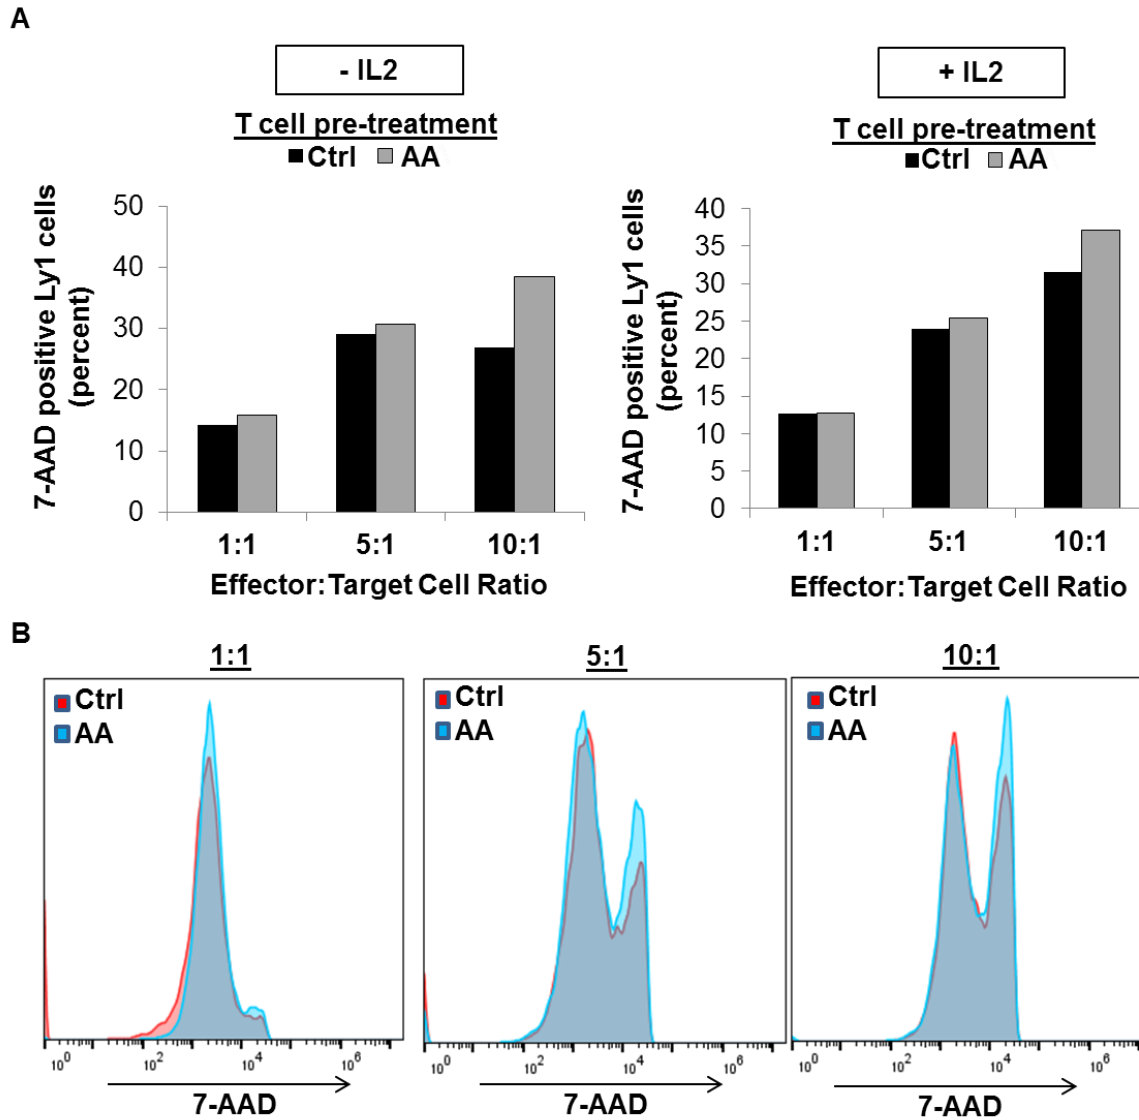 A
- IL2
T cell pre-treatment
Ctrl AA
50
40
30
20
10
0
7-AAD positive Ly1 cells
(percent)
1:1 5:1 10:1
Effector:Target Cell Ratio
+ IL2
T cell pre-treatment
Ctrl AA
40
35
30
25
20
15
10
5
0
7-AAD positive Ly1 cells
(percent)
1:1 5:1 10:1
Effector:Target Cell Ratio
B
1:1
Ctrl
AA
10^0 10^2 10^4 10^6
7-AAD
5:1
Ctrl
AA
10^0 10^2 10^4 10^6
7-AAD
10:1
Ctrl
AA
10^0 10^2 10^4 10^6
7-AAD